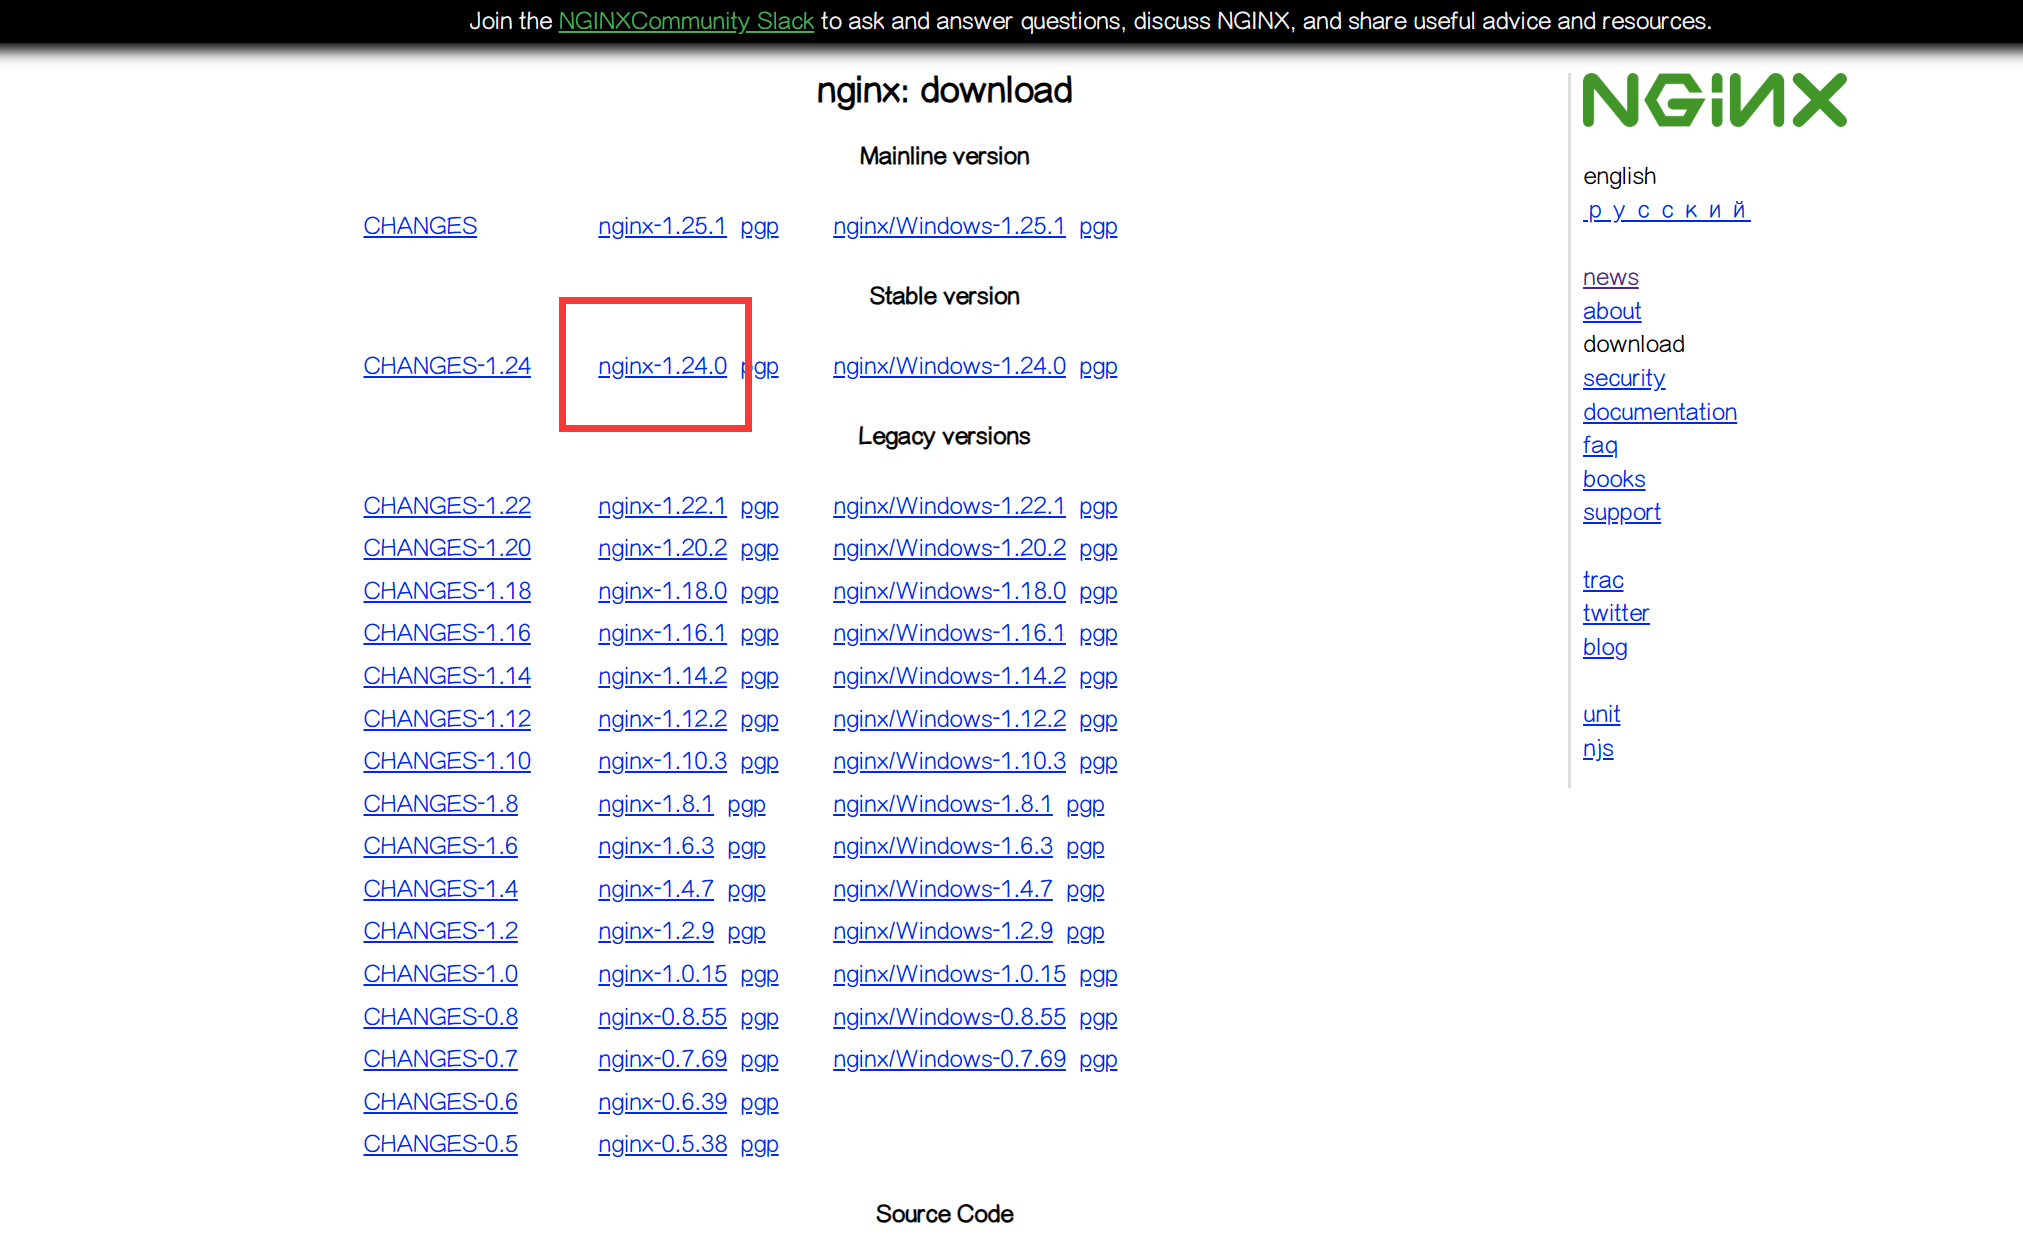 Join the NGINXCommunity Slack to ask and answer questions, discuss NGINX, and share useful advice and resources.
nginx: download
Mainline version
CHANGES nginx-1.25.1 pgp nginx/Windows-1.25.1 pgp
Stable version
CHANGES-1.24 nginx-1.24.0 pgp nginx/Windows-1.24.0 pgp
Legacy versions
CHANGES-1.22 nginx-1.22.1 pgp nginx/Windows-1.22.1 pgp
CHANGES-1.20 nginx-1.20.2 pgp nginx/Windows-1.20.2 pgp
CHANGES-1.18 nginx-1.18.0 pgp nginx/Windows-1.18.0 pgp
CHANGES-1.16 nginx-1.16.1 pgp nginx/Windows-1.16.1 pgp
CHANGES-1.14 nginx-1.14.2 pgp nginx/Windows-1.14.2 pgp
CHANGES-1.12 nginx-1.12.2 pgp nginx/Windows-1.12.2 pgp
CHANGES-1.10 nginx-1.10.3 pgp nginx/Windows-1.10.3 pgp
CHANGES-1.8 nginx-1.8.1 pgp nginx/Windows-1.8.1 pgp
CHANGES-1.6 nginx-1.6.3 pgp nginx/Windows-1.6.3 pgp
CHANGES-1.4 nginx-1.4.7 pgp nginx/Windows-1.4.7 pgp
CHANGES-1.2 nginx-1.2.9 pgp nginx/Windows-1.2.9 pgp
CHANGES-1.0 nginx-1.0.15 pgp nginx/Windows-1.0.15 pgp
CHANGES-0.8 nginx-0.8.55 pgp nginx/Windows-0.8.55 pgp
CHANGES-0.7 nginx-0.7.69 pgp nginx/Windows-0.7.69 pgp
CHANGES-0.6 nginx-0.6.39 pgp
CHANGES-0.5 nginx-0.5.38 pgp
Source Code
NGINX
english
русский
news
about
download
security
documentation
faq
books
support
trac
twitter
blog
unit
njs